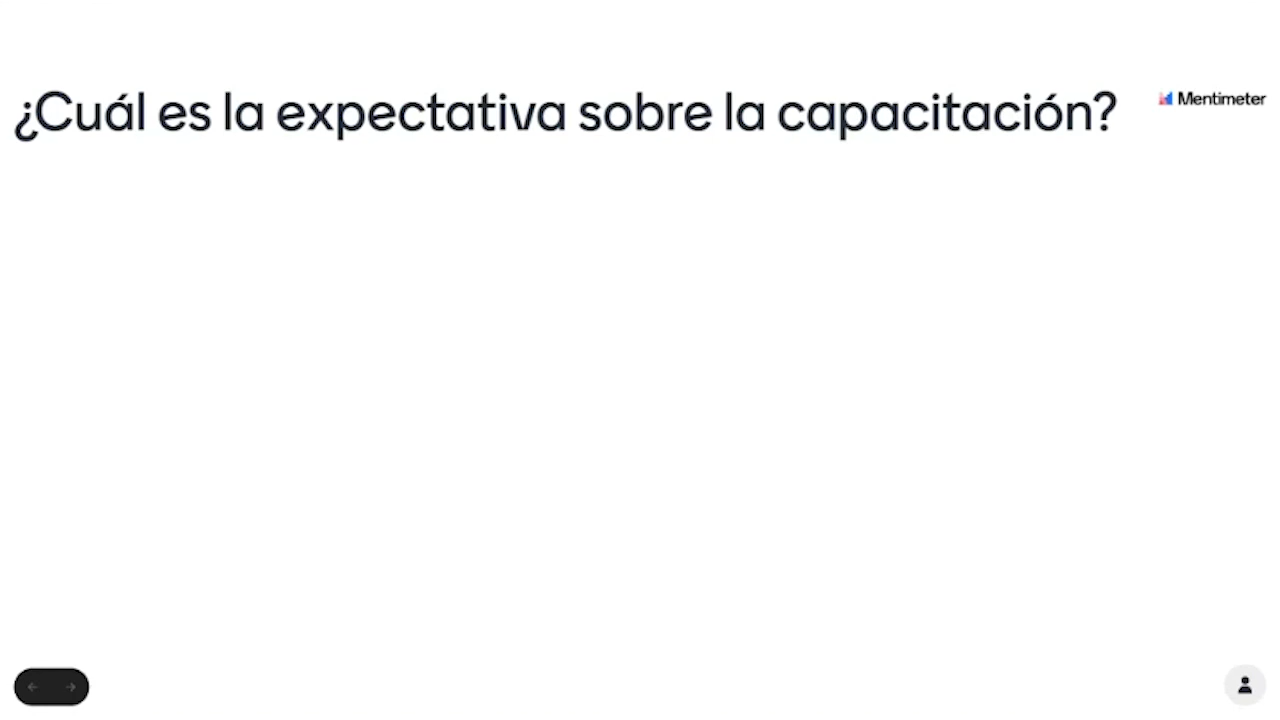 ¿Cuál es la expectativa sobre la capacitación?
Mentimeter